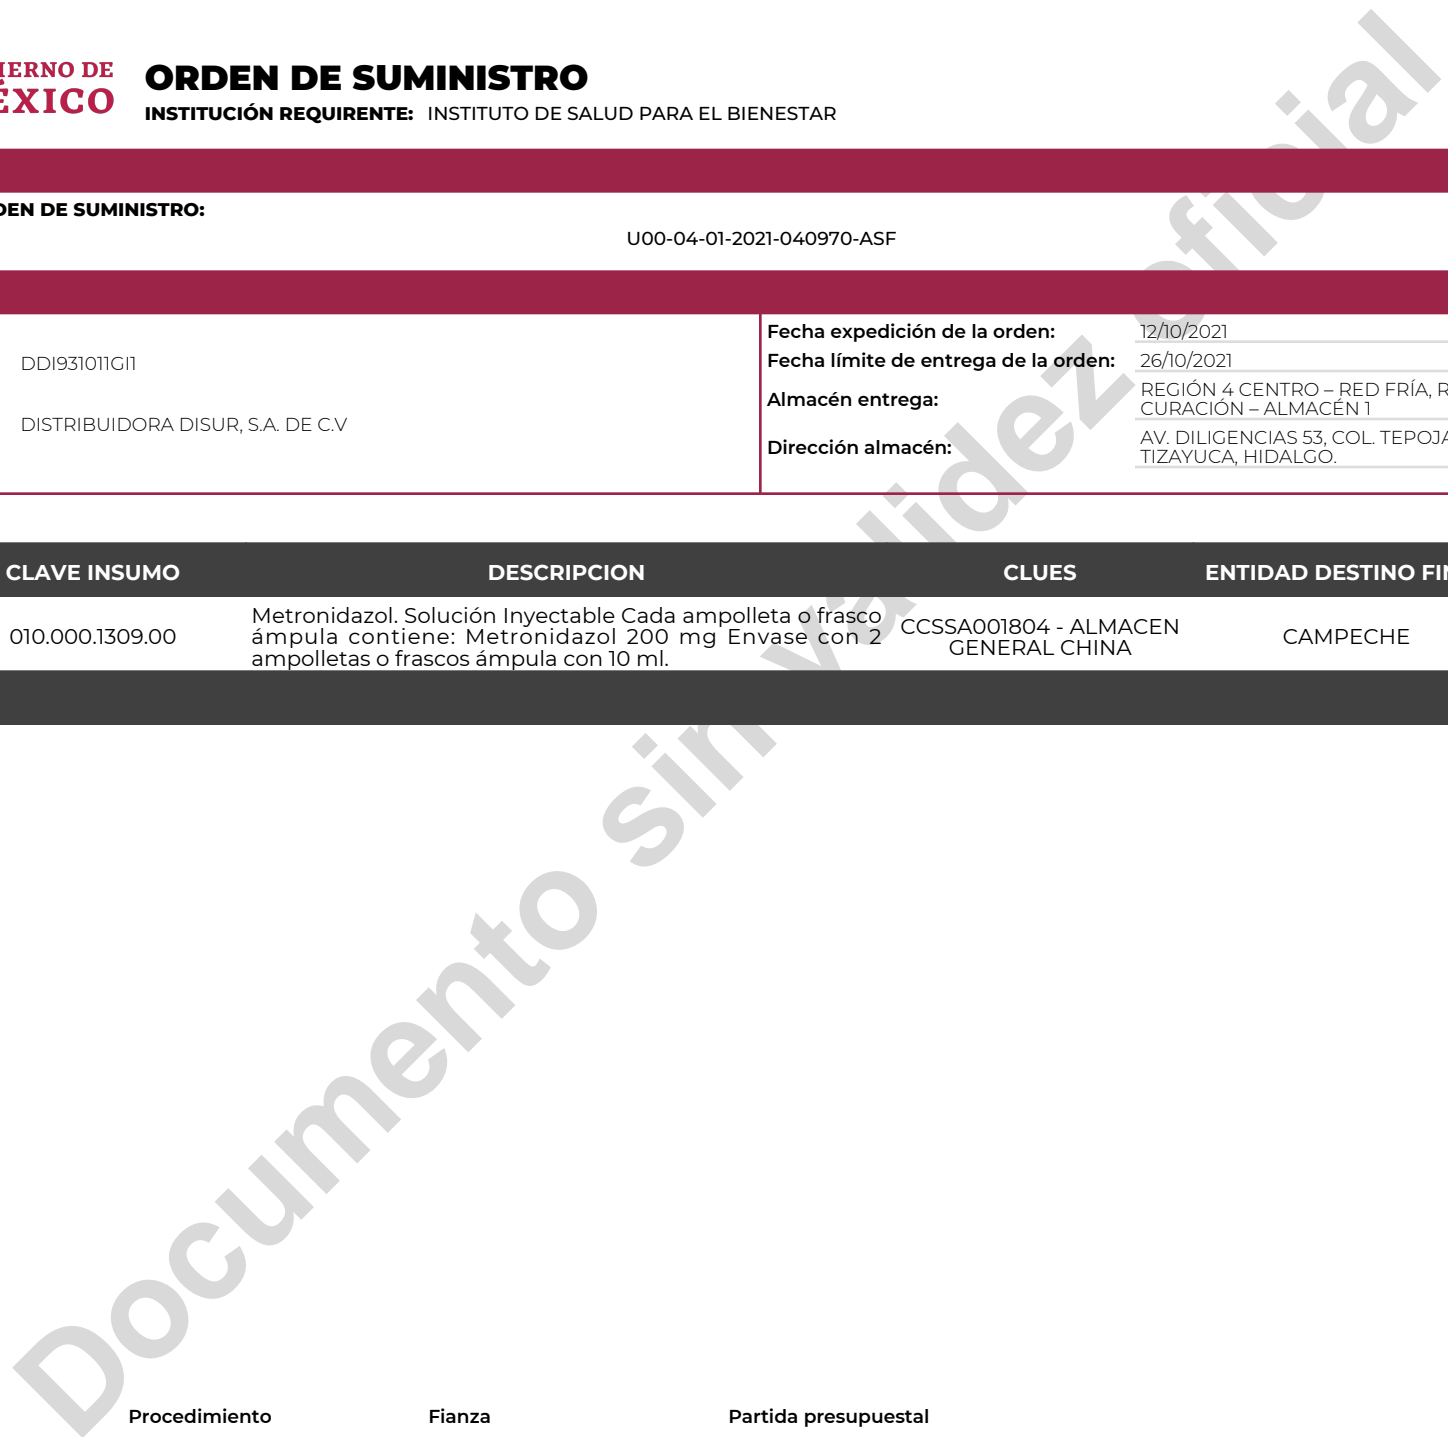 IERNO DE
ÉXICO
ORDEN DE SUMINISTRO
INSTITUCIÓN REQUIRENTE: INSTITUTO DE SALUD PARA EL BIENESTAR
DEN DE SUMINISTRO:
U00-04-01-2021-040970-ASF
DDI931011GI1
DISTRIBUIDORA DISUR, S.A. DE C.V
Fecha expedición de la orden: 12/10/2021
Fecha límite de entrega de la orden: 26/10/2021
Almacén entrega: REGIÓN 4 CENTRO – RED FRÍA, R
CURACIÓN – ALMACÉN 1
Dirección almacén: AV. DILIGENCIAS 53, COL. TEPOJA
TIZAYUCA, HIDALGO.
CLAVE INSUMO DESCRIPCION CLUES ENTIDAD DESTINO FIN
010.000.1309.00
Metronidazol. Solución Inyectable Cada ampolleta o frasco
ámpula contiene: Metronidazol 200 mg Envase con 2
ampolletas o frascos ámpula con 10 ml.
CCSSA001804 - ALMACEN
GENERAL CHINA
CAMPECHE
Documento sin validez oficial
Procedimiento Fianza Partida presupuestal